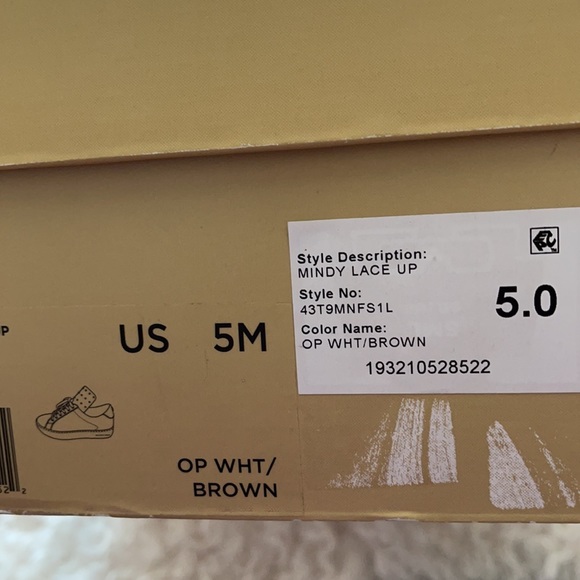 Style Description:
MINDY LACE UP
Style No:
43T9MNFS1L
5.0
Color Name:
OP WHT/BROWN
193210528522
P
US 5M
OP WHT/
BROWN
2